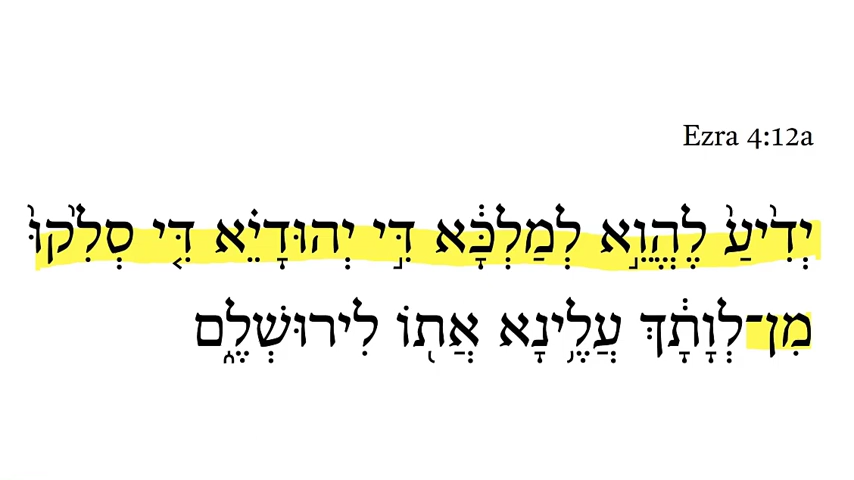 Ezra 4:12a
יְדִ֙יעַ֙ לֶהֱוֵ֣א לְמַלְכָּ֔א דִּ֣י יְהוּדָיֵ֗א דִּ֤י סְלִ֙קוּ֙
מִן־לְוָתָ֔ךְ עֲלֶ֥ינָא אֲת֖וֹ לִירוּשְׁלֶ֑ם